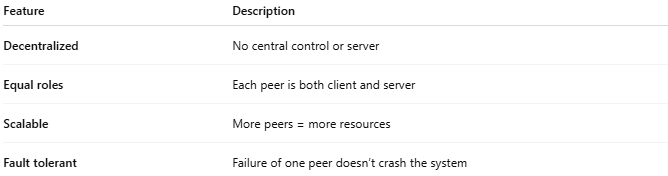 Feature Description
Decentralized No central control or server
Equal roles Each peer is both client and server
Scalable More peers = more resources
Fault tolerant Failure of one peer doesn’t crash the system